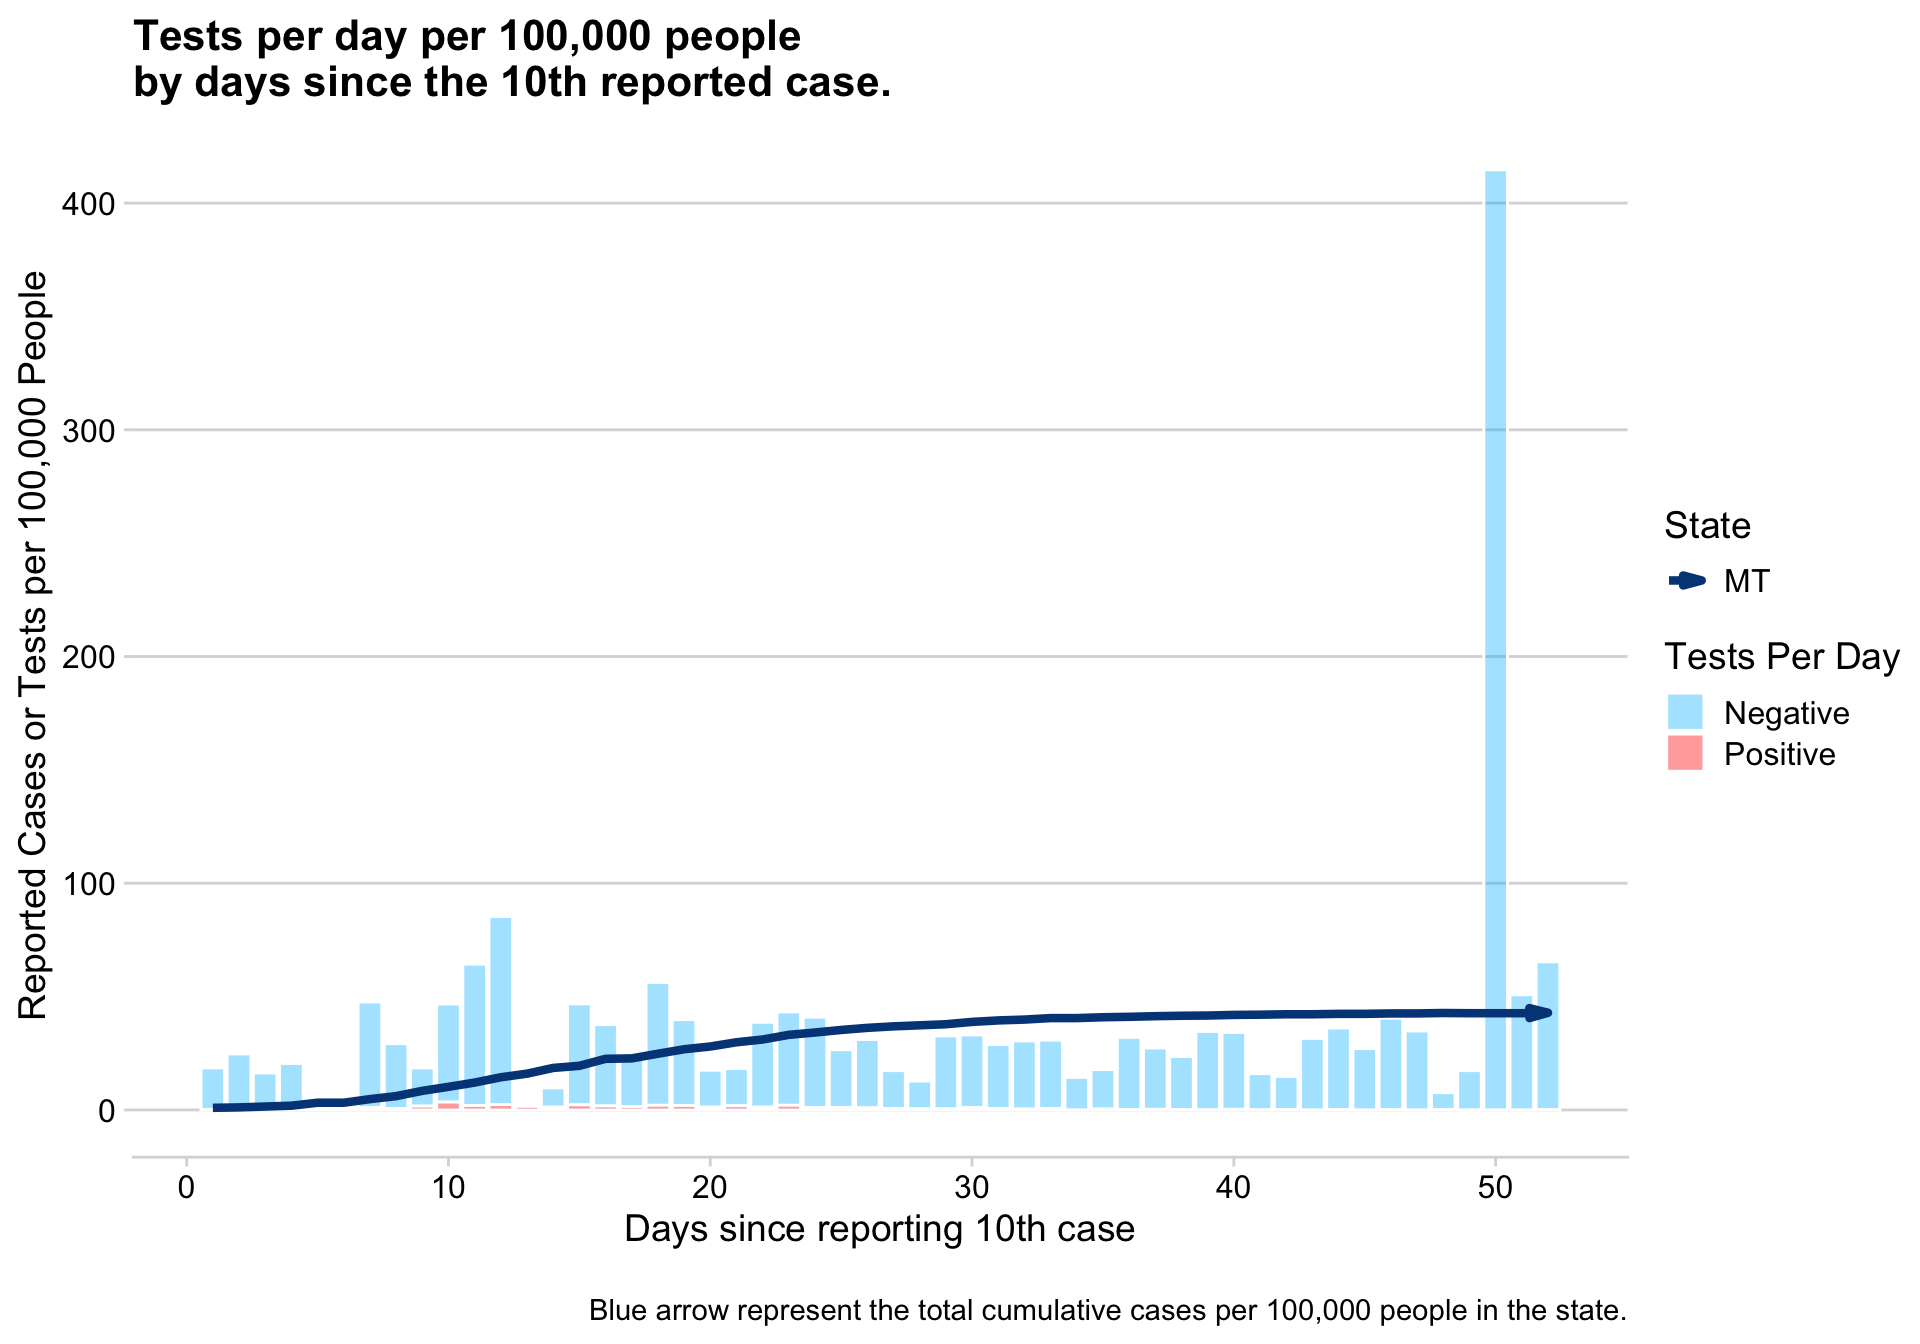 Tests per day per 100,000 people
by days since the 10th reported case.
Reported Cases or Tests per 100,000 People
400
300
200
100
0
0 10 20 30 40 50
Days since reporting 10th case
State
MT
Tests Per Day
Negative
Positive
Blue arrow represent the total cumulative cases per 100,000 people in the state.